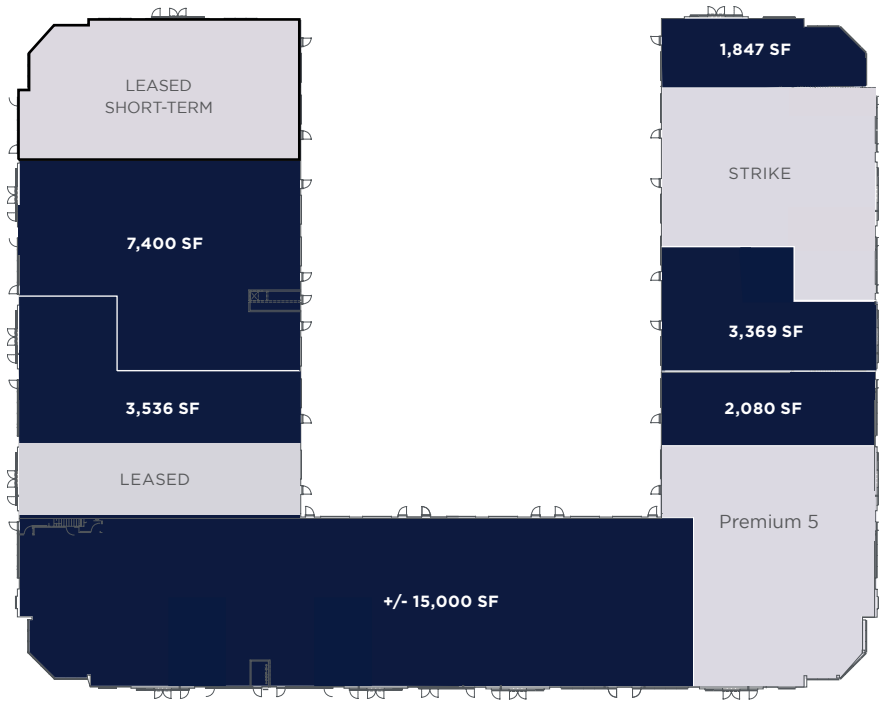 LEASED
SHORT-TERM
7,400 SF
3,536 SF
LEASED
+/- 15,000 SF
1,847 SF
STRIKE
3,369 SF
2,080 SF
Premium 5